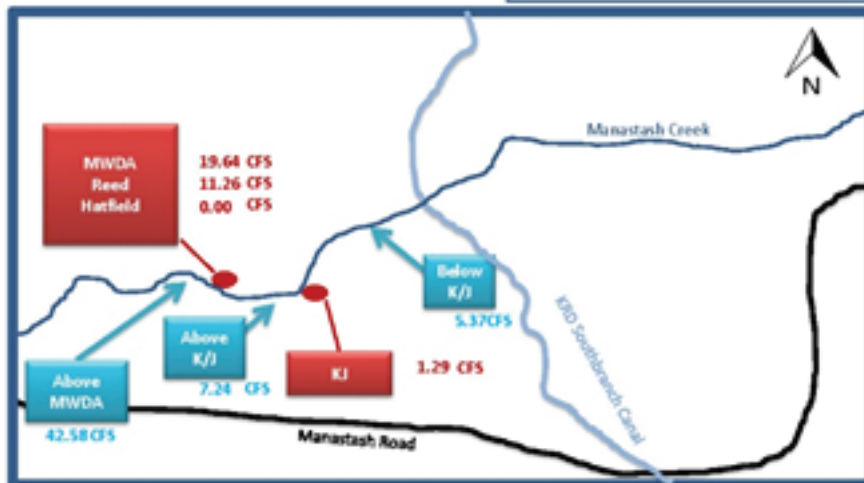 N
Manastash Creek
MWDA 19.64 CFS
Reed 11.26 CFS
Hatfield 0.00 CFS
Below
K/J
5.37CFS
Above
K/J
7.24 CFS
KJ
1.29 CFS
Above
MWDA
42.58CFS
KRD Southbranch Canal
Manastash Road